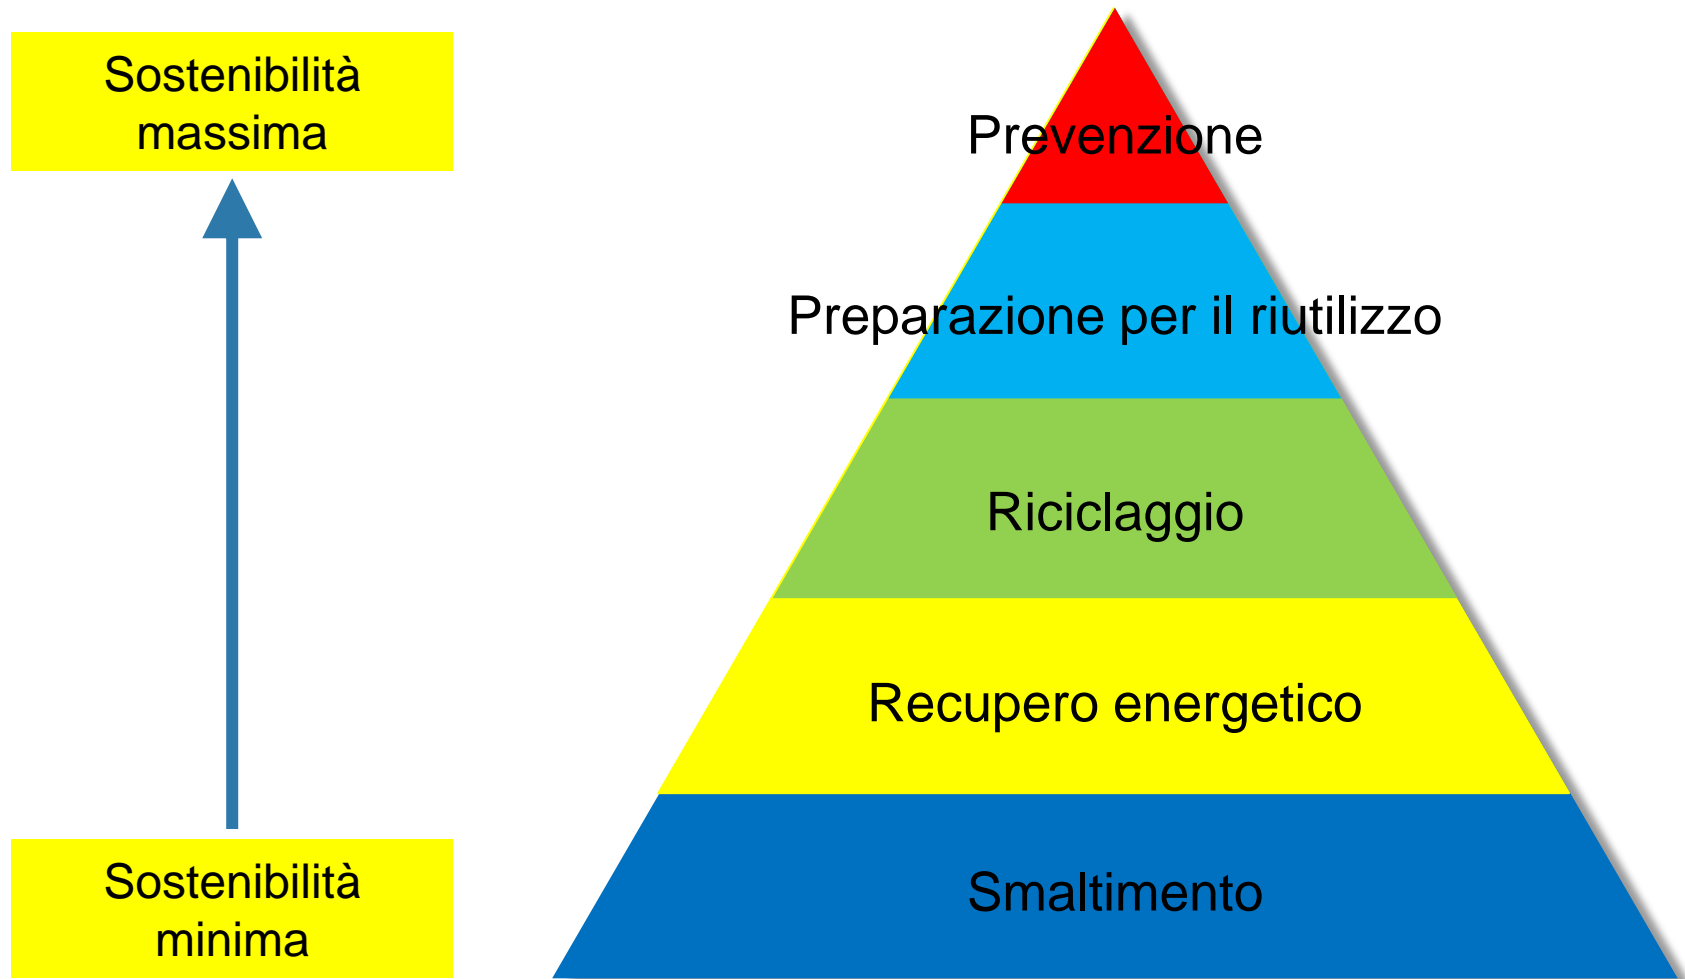 Sostenibilità
massima
Prevenzione
Preparazione per il riutilizzo
Riciclaggio
Recupero energetico
Sostenibilità
minima
Smaltimento